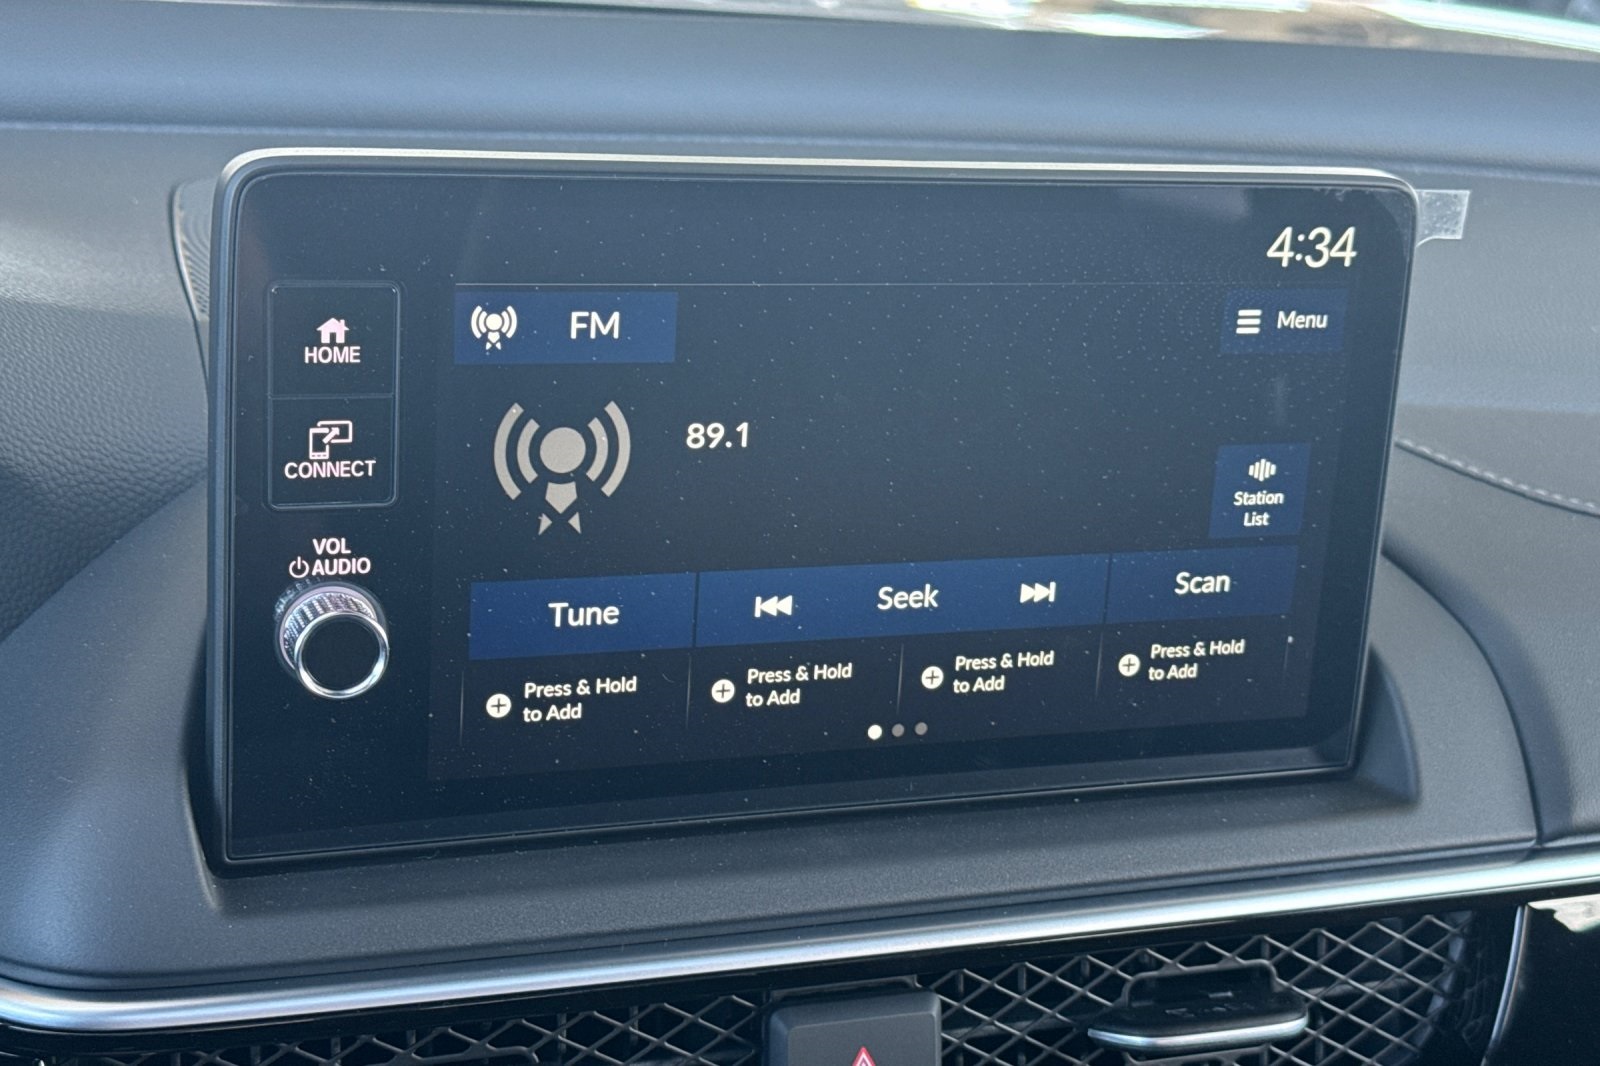 4:34
HOME
CONNECT
VOL
AUDIO
FM
Menu
89.1
Station
List
Tune
Seek
Scan
Press & Hold
to Add
Press & Hold
to Add
Press & Hold
to Add
Press & Hold
to Add